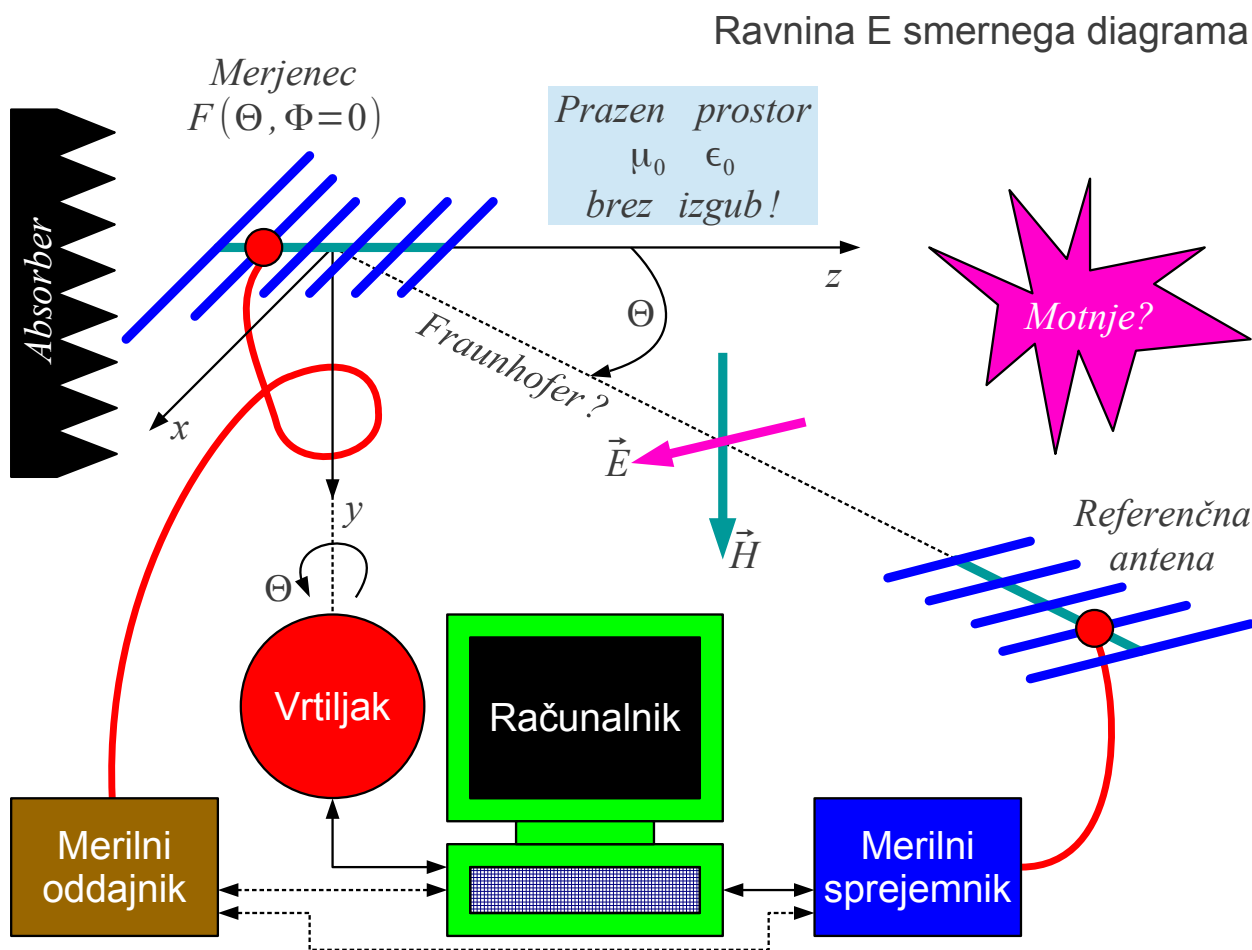 Ravnina E smernega diagrama
Merjenec
F(Θ,Φ=0)
Prazen prostor
μ₀ ϵ₀
brez izgub!
Absorber
z
Θ
Motnje?
Fraunhofer?
x
E⃗
y
H⃗
Referenčna
antena
Θ
Vrtiljak
Računalnik
Merilni
oddajnik
Merilni
sprejemnik